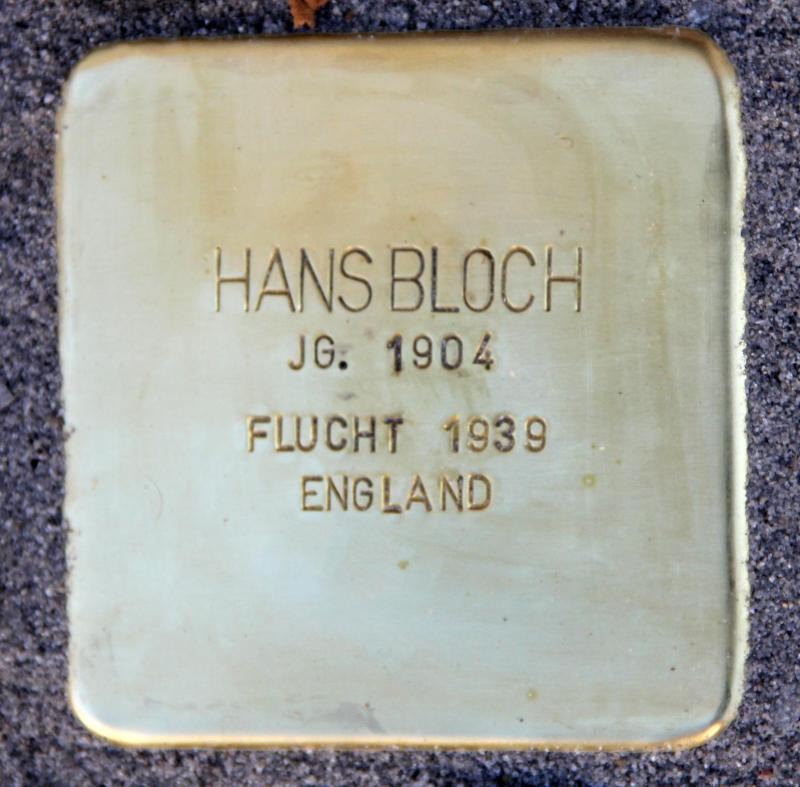 HANS BLOCH
JG. 1904
FLUCHT 1939
ENGLAND